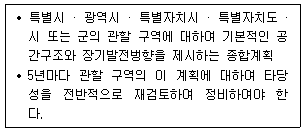 • 특별시 · 광역시 · 특별자치시 · 특별자치도 ·
시 또는 군의 관할 구역에 대하여 기본적인 공
간구조와 장기발전방향을 제시하는 종합계획
• 5년마다 관할 구역의 이 계획에 대하여 타당
성을 전반적으로 재검토하여 정비하여야 한
다.